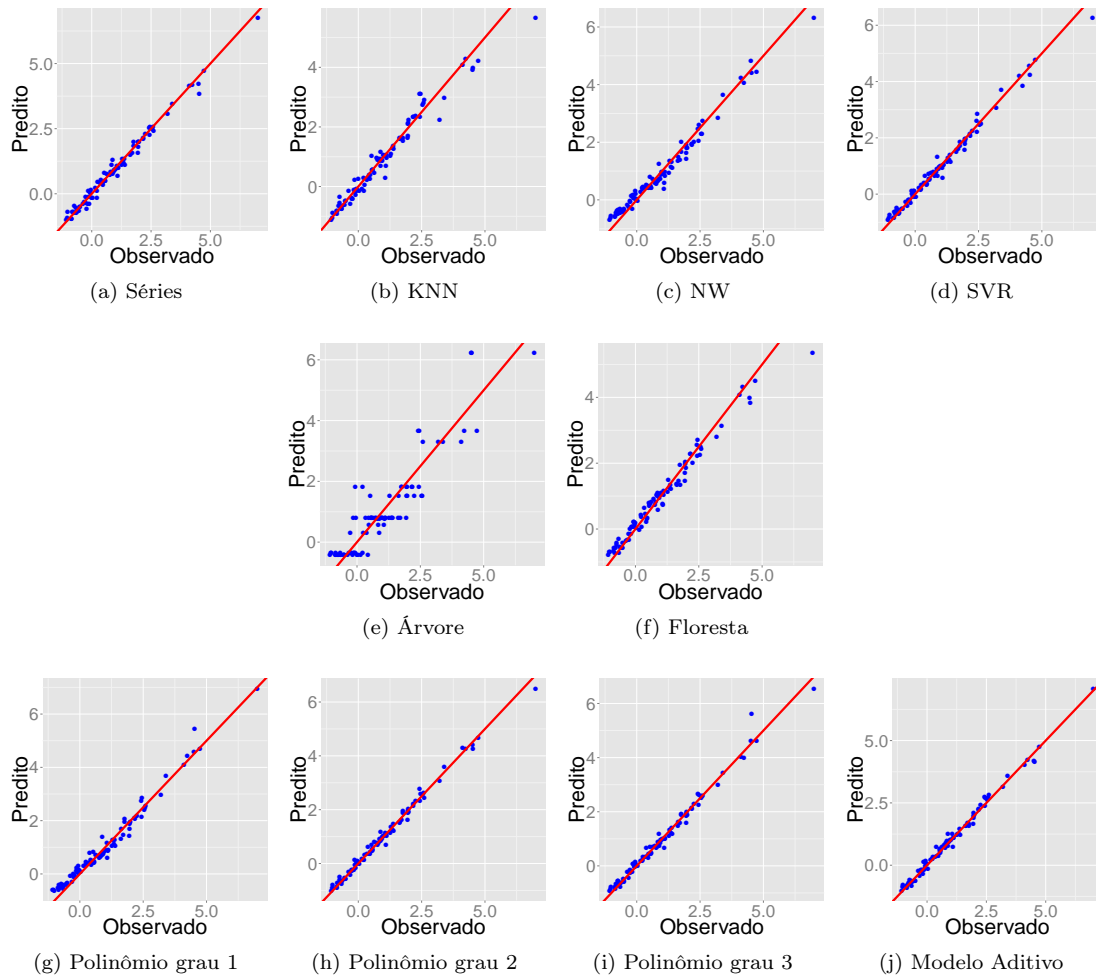 Predito
5.0
2.5
0.0
0.0 2.5 5.0
Observado
(a) Séries
Predito
4
2
0
0.0 2.5 5.0
Observado
(b) KNN
Predito
6
4
2
0
0.0 2.5 5.0
Observado
(c) NW
Predito
6
4
2
0
0.0 2.5 5.0
Observado
(d) SVR
Predito
6
4
2
0
0.0 2.5 5.0
Observado
(e) Árvore
Predito
4
2
0
0.0 2.5 5.0
Observado
(f) Floresta
Predito
6
4
2
0
0.0 2.5 5.0
Observado
(g) Polinômio grau 1
Predito
6
4
2
0
0.0 2.5 5.0
Observado
(h) Polinômio grau 2
Predito
6
4
2
0
0.0 2.5 5.0
Observado
(i) Polinômio grau 3
Predito
5.0
2.5
0.0
0.0 2.5 5.0
Observado
(j) Modelo Aditivo